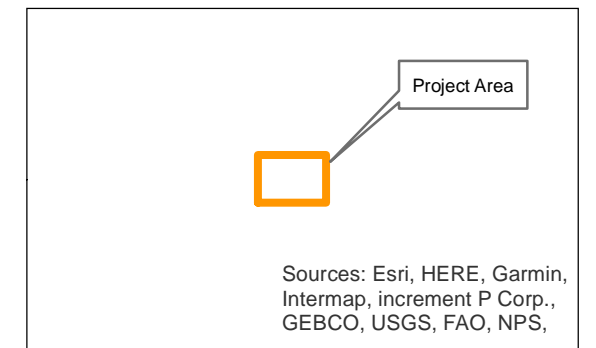 Project Area
Sources: Esri, HERE, Garmin,
Intermap, increment P Corp.,
GEBCO, USGS, FAO, NPS,